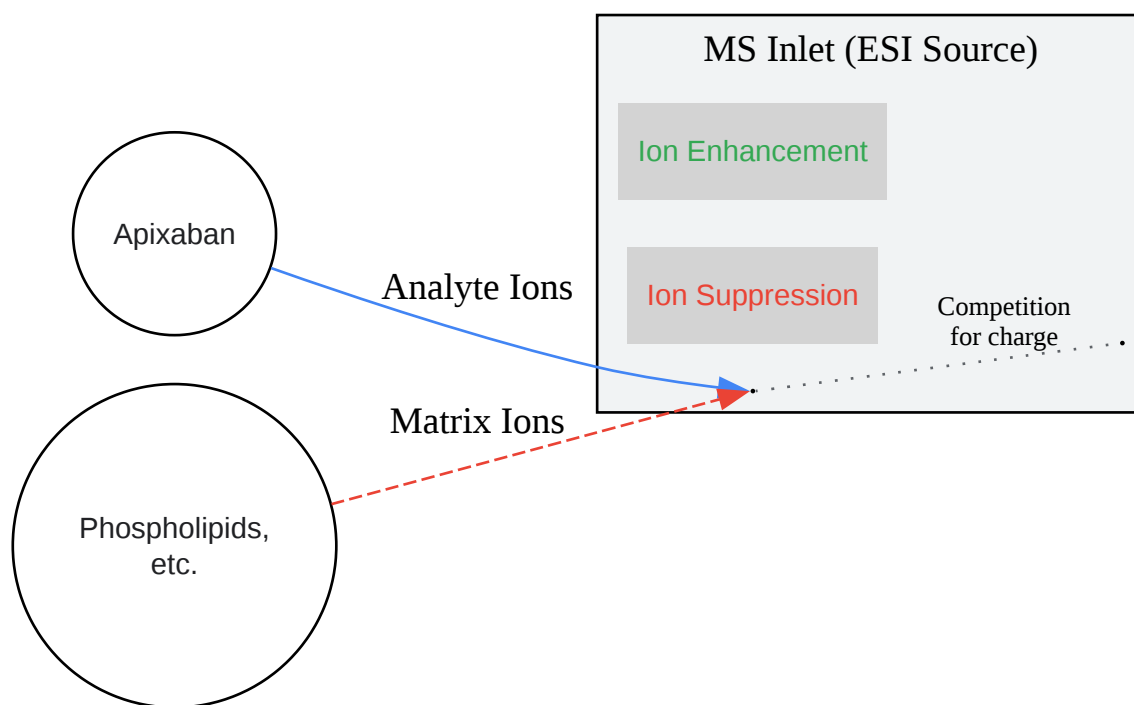 MS Inlet (ESI Source)
Ion Enhancement
Apixaban
Analyte Ions
Ion Suppression
Competition
for charge
Matrix Ions
Phospholipids,
etc.